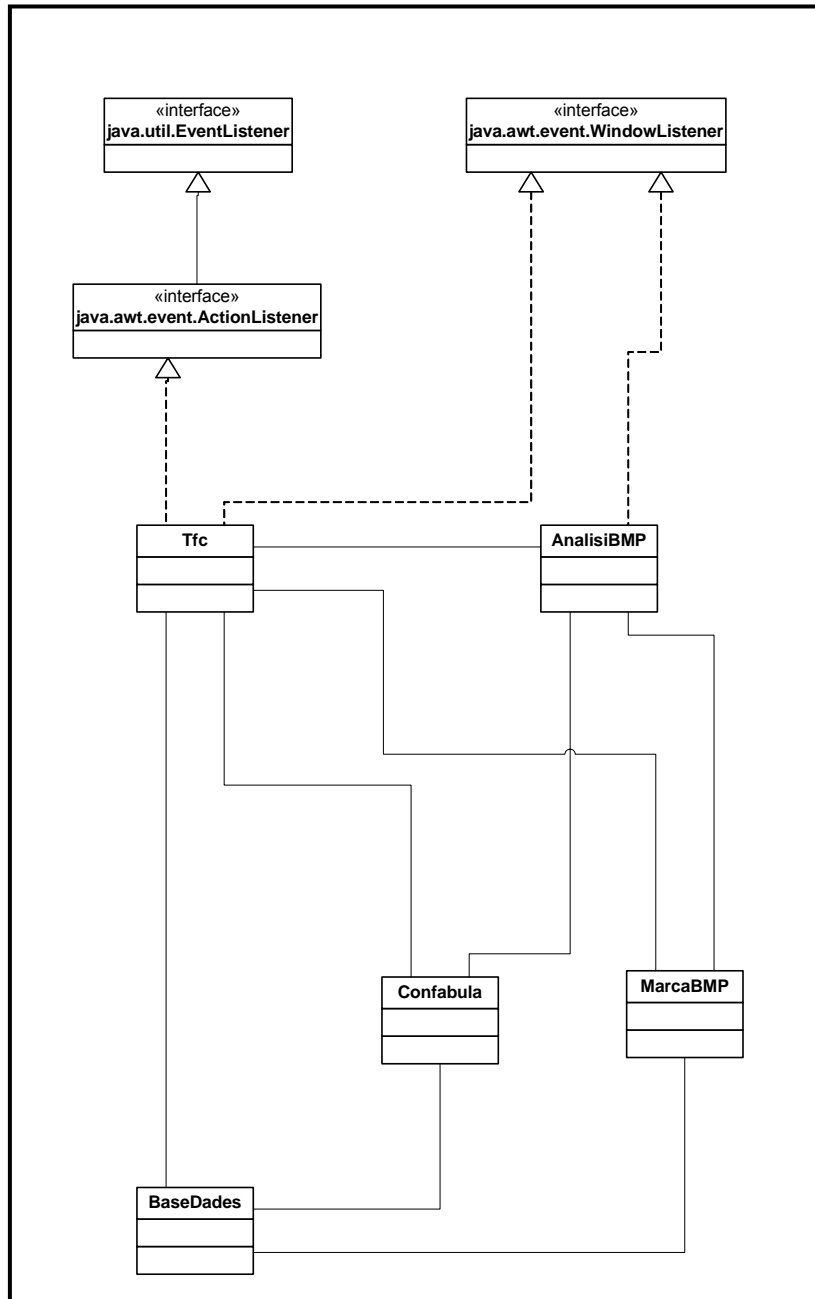 «interface»
java.util.EventListener
«interface»
java.awt.event.WindowListener
«interface»
java.awt.event.ActionListener
Tfc
AnalisiBMP
Confabula
MarcaBMP
BaseDades